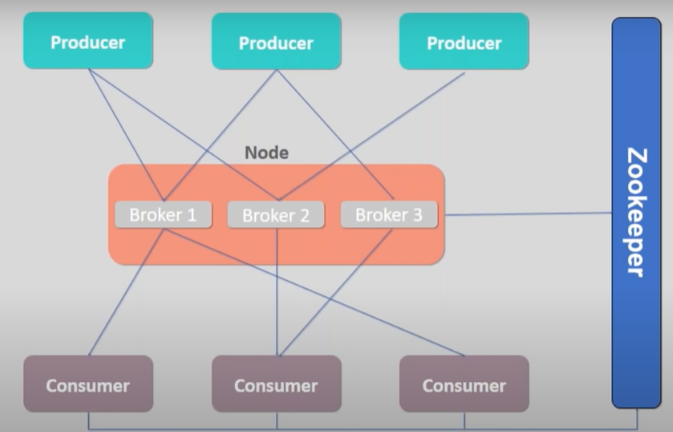 Producer
Producer
Producer
Node
Broker 1
Broker 2
Broker 3
Zookeeper
Consumer
Consumer
Consumer